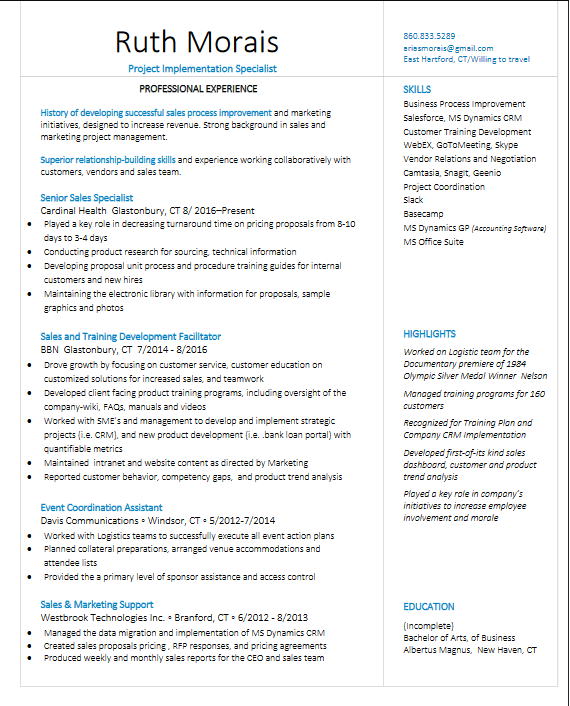 Ruth Morais
Project Implementation Specialist
860.833.5289
ariasmorais@gmail.com
East Hartford, CT/Willing to travel
PROFESSIONAL EXPERIENCE
History of developing successful sales process improvement and marketing
initiatives, designed to increase revenue. Strong background in sales and
marketing project management.
Superior relationship-building skills and experience working collaboratively with
customers, vendors and sales team.
Senior Sales Specialist
Cardinal Health Glastonbury, CT 8/ 2016–Present
• Played a key role in decreasing turnaround time on pricing proposals from 8-10
days to 3-4 days
• Conducting product research for sourcing, technical information
• Developing proposal unit process and procedure training guides for internal
customers and new hires
• Maintaining the electronic library with information for proposals, sample
graphics and photos
Sales and Training Development Facilitator
BBN Glastonbury, CT 7/2014 - 8/2016
• Drove growth by focusing on customer service, customer education on
customized solutions for increased sales, and teamwork
• Developed client facing product training programs, including oversight of the
company-wiki, FAQs, manuals and videos
• Worked with SME's and management to develop and implement strategic
projects (i.e. CRM), and new product development (i.e. .bank loan portal) with
quantifiable metrics
• Maintained intranet and website content as directed by Marketing
• Reported customer behavior, competency gaps, and product trend analysis
Event Coordination Assistant
Davis Communications ∘ Windsor, CT ∘ 5/2012-7/2014
• Worked with Logistics teams to successfully execute all event action plans
• Planned collateral preparations, arranged venue accommodations and
attendee lists
• Provided the a primary level of sponsor assistance and access control
Sales & Marketing Support
Westbrook Technologies Inc. ∘ Branford, CT ∘ 6/2012 - 8/2013
• Managed the data migration and implementation of MS Dynamics CRM
• Created sales proposals pricing , RFP responses, and pricing agreements
• Produced weekly and monthly sales reports for the CEO and sales team
SKILLS
Business Process Improvement
Salesforce, MS Dynamics CRM
Customer Training Development
WebEX, GoToMeeting, Skype
Vendor Relations and Negotiation
Camtasia, SnagIt, Geenio
Project Coordination
Slack
Basecamp
MS Dynamics GP (Accounting Software)
MS Office Suite
HIGHLIGHTS
Worked on Logistic team for the
Documentary premiere of 1984
Olympic Silver Medal Winner Nelson
Managed training programs for 160
customers
Recognized for Training Plan and
Company CRM Implementation
Developed first-of-its kind sales
dashboard, customer and product
trend analysis
Played a key role in company's
initiatives to increase employee
involvement and morale
EDUCATION
(Incomplete)
Bachelor of Arts, of Business
Albertus Magnus, New Haven, CT